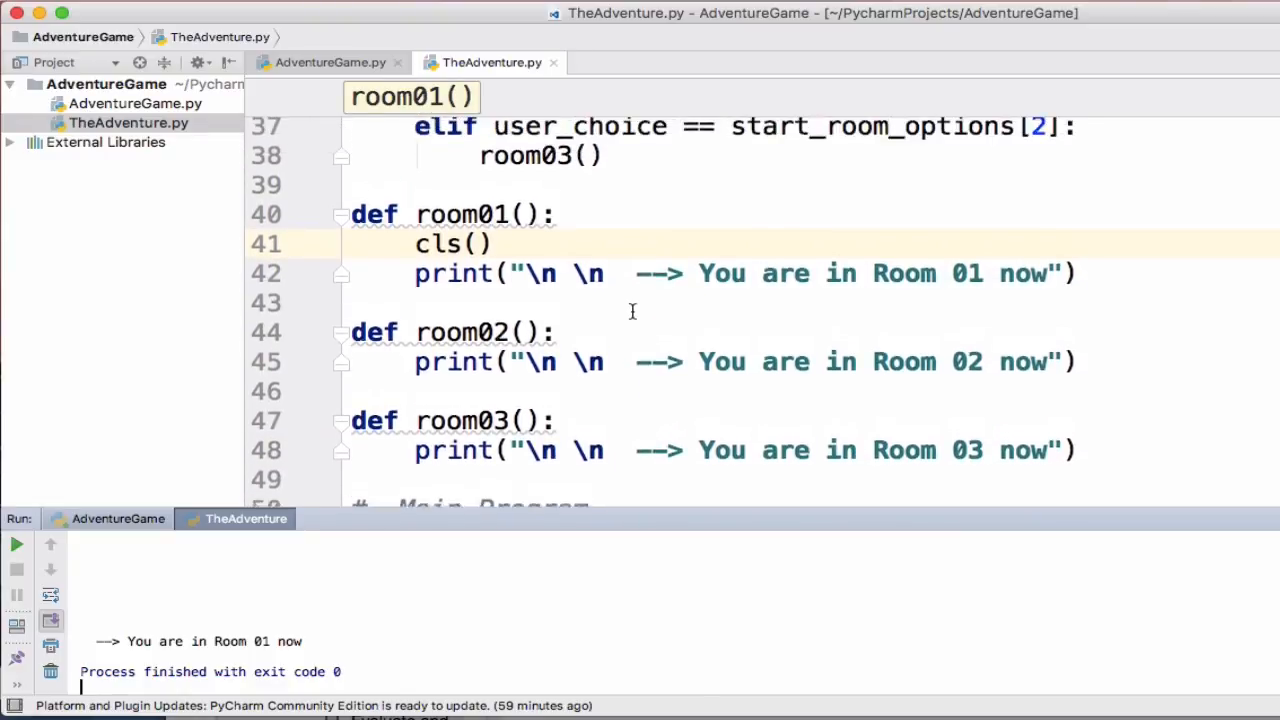 TheAdventure.py - AdventureGame - [~/PycharmProjects/AdventureGame]
AdventureGame TheAdventure.py
Project AdventureGame.py TheAdventure.py
AdventureGame ~/Pycharm
AdventureGame.py
TheAdventure.py
External Libraries
room01()
37 elif user_choice == start_room_options[2]:
38 room03()
39
40 def room01():
41 cls()
42 print("\n \n --> You are in Room 01 now")
43
44 def room02():
45 print("\n \n --> You are in Room 02 now")
46
47 def room03():
48 print("\n \n --> You are in Room 03 now")
49
50 # Main Program
Run: AdventureGame TheAdventure
--> You are in Room 01 now
Process finished with exit code 0
Platform and Plugin Updates: PyCharm Community Edition is ready to update. (59 minutes ago)
Evaluate and